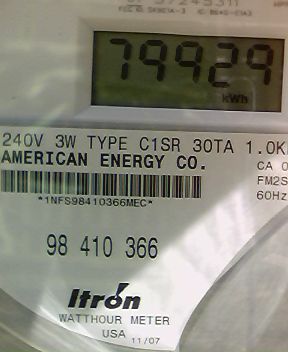 79929
kWh
240V 3W TYPE C1SR 30TA 1.0K
AMERICAN ENERGY CO.
CA 0
FM2S
60Hz
*1NFS98410366MEC*
98 410 366
Itron
WATTHOUR METER
USA 11/07